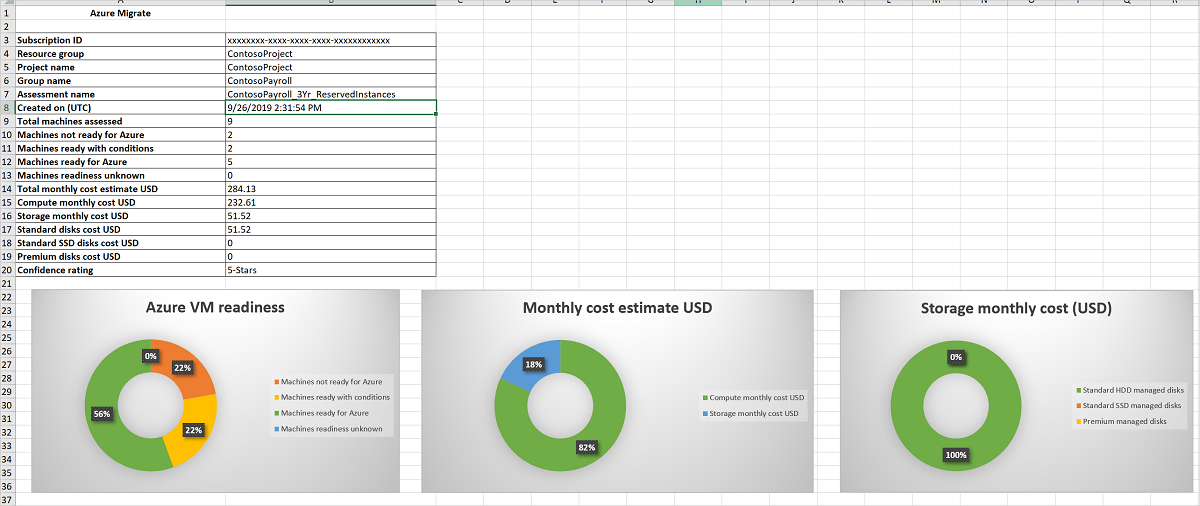 1 Azure Migrate
2
3 Subscription ID xxxxxxxx-xxxx-xxxx-xxxx-xxxxxxxxxxxx
4 Resource group ContosoProject
5 Project name ContosoProject
6 Group name ContosoPayroll
7 Assessment name ContosoPayroll_3Yr_ReservedInstances
8 Created on (UTC) 9/26/2019 2:31:54 PM
9 Total machines assessed 9
10 Machines not ready for Azure 2
11 Machines ready with conditions 2
12 Machines ready for Azure 5
13 Machines readiness unknown 0
14 Total monthly cost estimate USD 284.13
15 Compute monthly cost USD 232.61
16 Storage monthly cost USD 51.52
17 Standard disks cost USD 51.52
18 Standard SSD disks cost USD 0
19 Premium disks cost USD 0
20 Confidence rating 5-Stars
21
22
23
24
25
26
27
28
29
30
31
32
33
34
35
36
37
Azure VM readiness
0%
22%
56%
22%
Machines not ready for Azure
Machines ready with conditions
Machines ready for Azure
Machines readiness unknown
Monthly cost estimate USD
18%
82%
Compute monthly cost USD
Storage monthly cost USD
Storage monthly cost (USD)
0%
100%
Standard HDD managed disks
Standard SSD managed disks
Premium managed disks